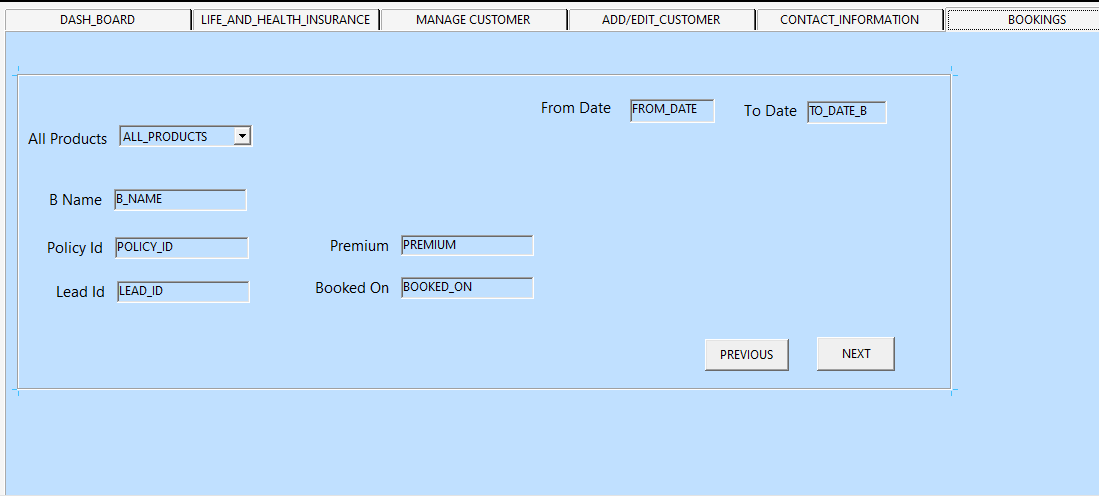 DASH_BOARD LIFE_AND_HEALTH_INSURANCE MANAGE CUSTOMER ADD/EDIT_CUSTOMER CONTACT_INFORMATION BOOKINGS
From Date FROM_DATE To Date TO_DATE_B
All Products ALL_PRODUCTS
B Name B_NAME
Policy Id POLICY_ID Premium PREMIUM
Lead Id LEAD_ID Booked On BOOKED_ON
PREVIOUS NEXT